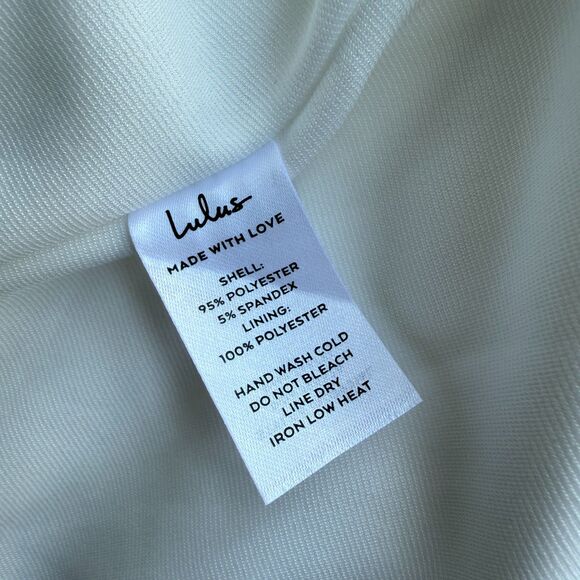 Lulus
MADE WITH LOVE
SHELL:
95% POLYESTER
5% SPANDEX
LINING:
100% POLYESTER
HAND WASH COLD
DO NOT BLEACH
LINE DRY
IRON LOW HEAT